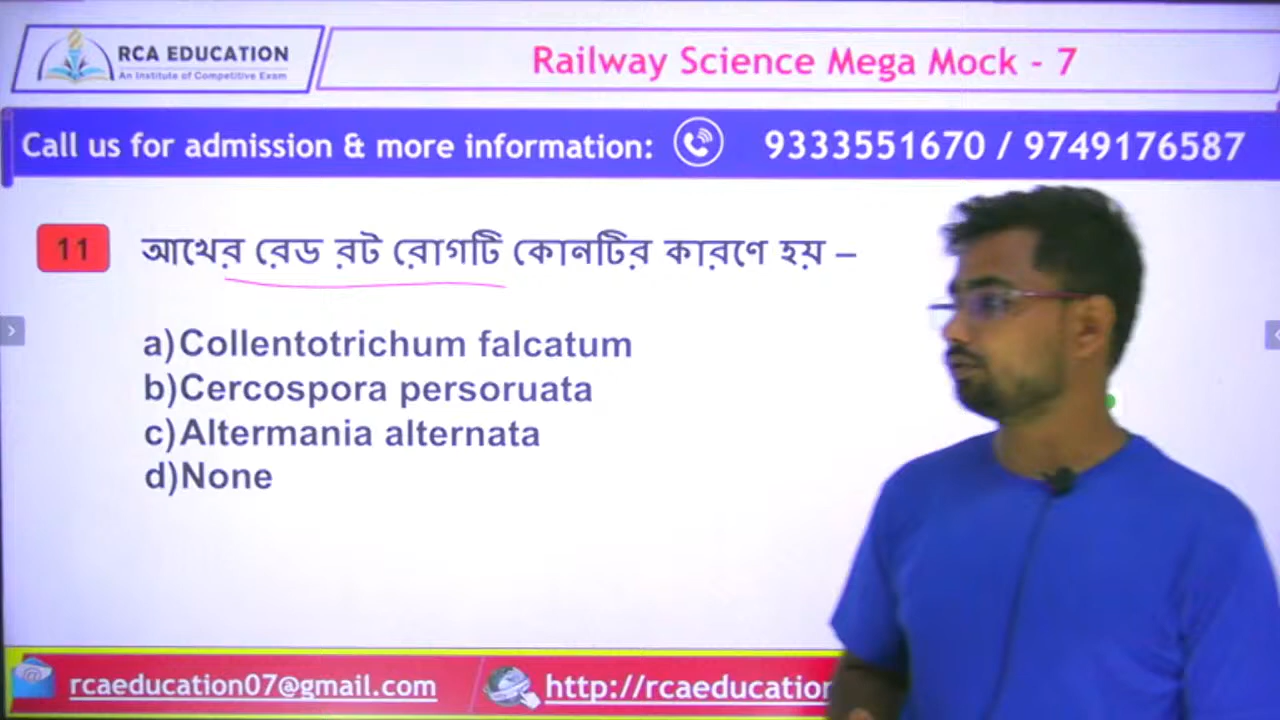 RCA EDUCATION
An Institute of Competitive Exam
Railway Science Mega Mock - 7
Call us for admission & more information: 9333551670 / 9749176587
11 আখের রেড রট রোগটি কোনটির কারণে হয় –
a)Collentotrichum falcatum
b)Cercospora persoruata
c)Altermania alternata
d)None
rcaeducation07@gmail.com http://rcaeducation